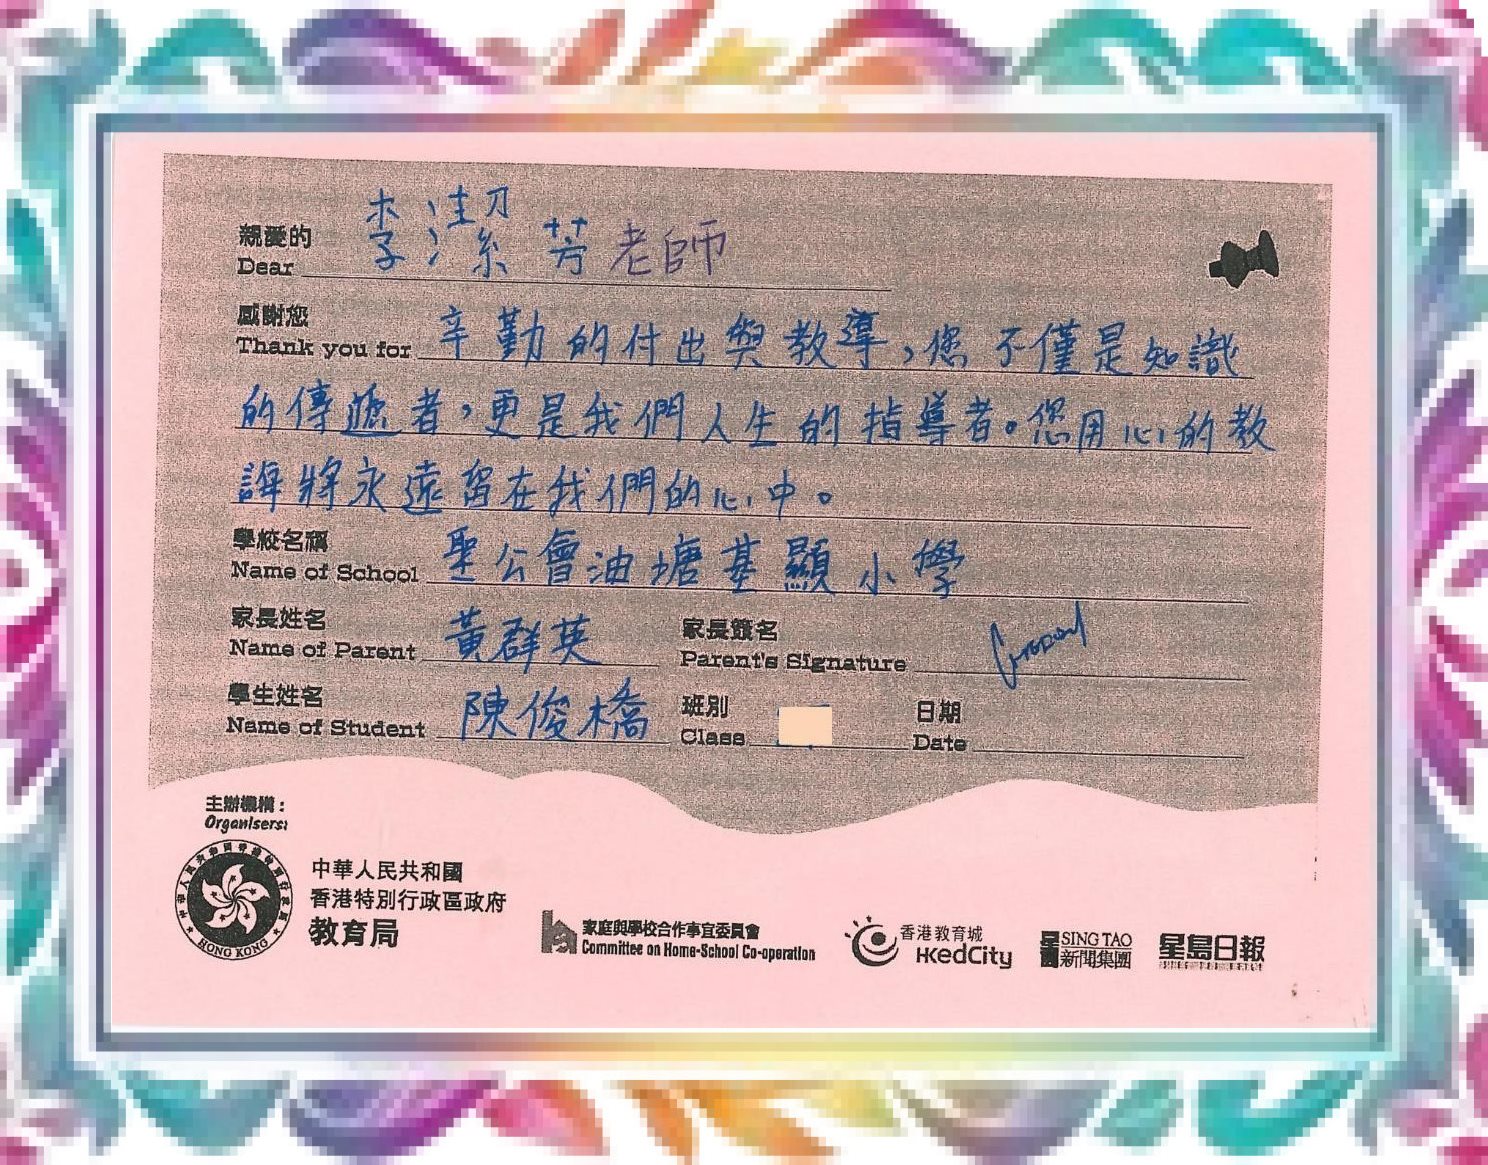 親愛的 李潔芳老師
Dear
感謝您 辛勤的付出與教導，您不僅是知識
Thank you for
的傳遞者，更是我們人生的指導者。您用心的教
誨將永遠留在我們的心中。
學校名稱 聖公會油塘基顯小學
Name of School
家長姓名 黃群英 家長簽名
Name of Parent Parent's Signature
學生姓名 陳俊橋 班別 日期
Name of Student Class Date
主辦機構：
Organisers:
HONG KONG
中華人民共和國
香港特別行政區政府
教育局
家庭與學校合作事宜委員會
Committee on Home-School Co-operation
香港教育城
HKedCity
星島 SING TAO
新聞集團
星島日報